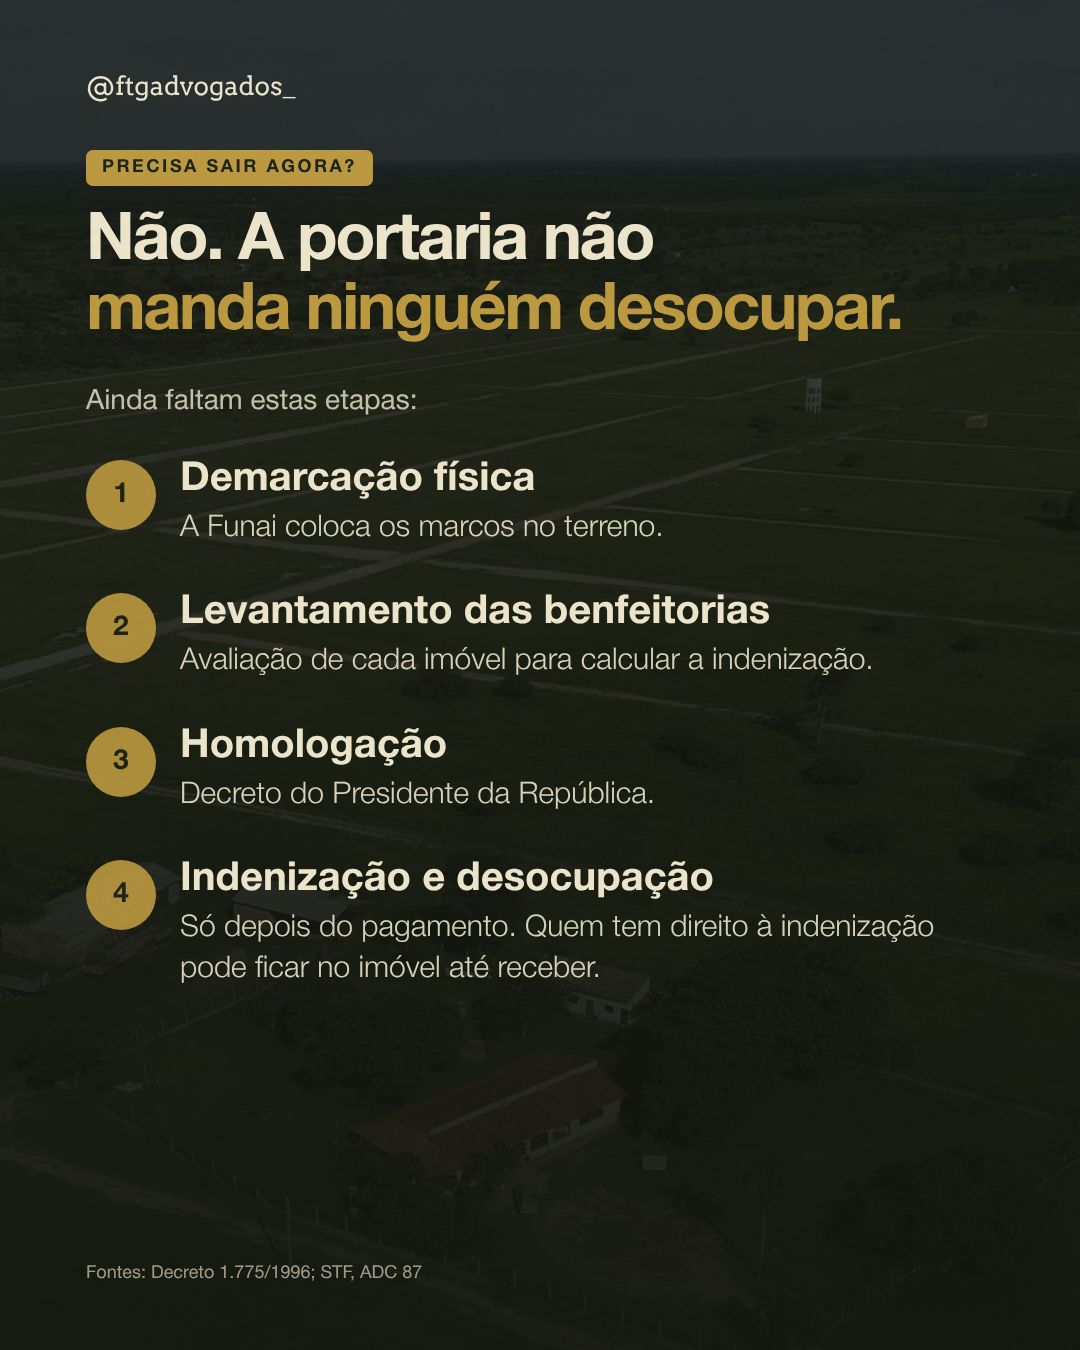 @ftgadvogados_
PRECISA SAIR AGORA?
Não. A portaria não
manda ninguém desocupar.
Ainda faltam estas etapas:
1
Demarcação física
A Funai coloca os marcos no terreno.
2
Levantamento das benfeitorias
Avaliação de cada imóvel para calcular a indenização.
3
Homologação
Decreto do Presidente da República.
4
Indenização e desocupação
Só depois do pagamento. Quem tem direito à indenização
pode ficar no imóvel até receber.
Fontes: Decreto 1.775/1996; STF, ADC 87